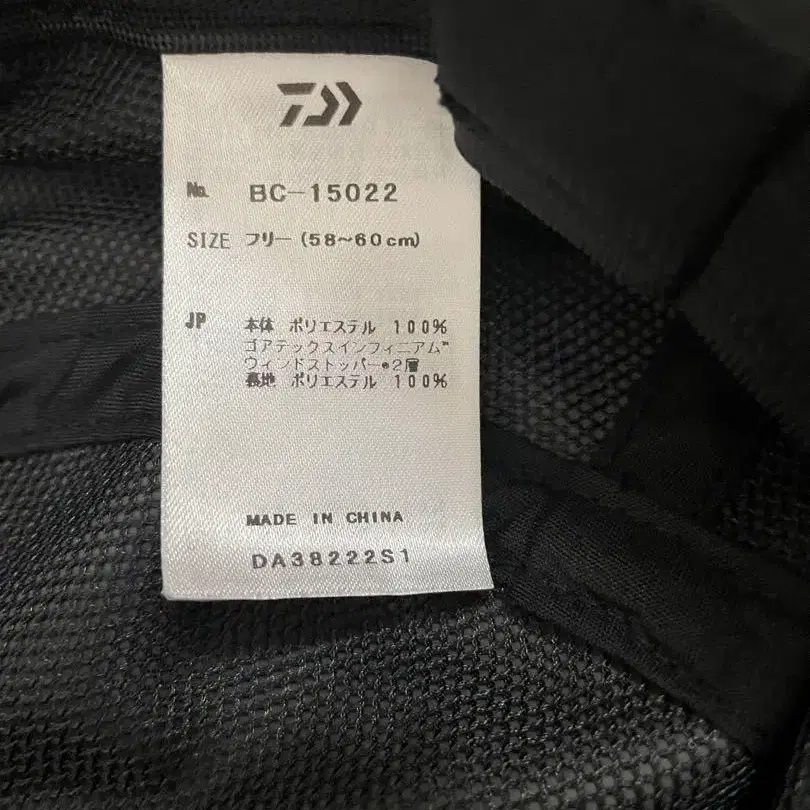 No. BC-15022
SIZE フリー (58~60cm)
JP 本体 ポリエステル 100%
ゴアテックスインフィニアム™
ウィンドストッパー®2層
裏地 ポリエステル 100%
MADE IN CHINA
DA38222S1